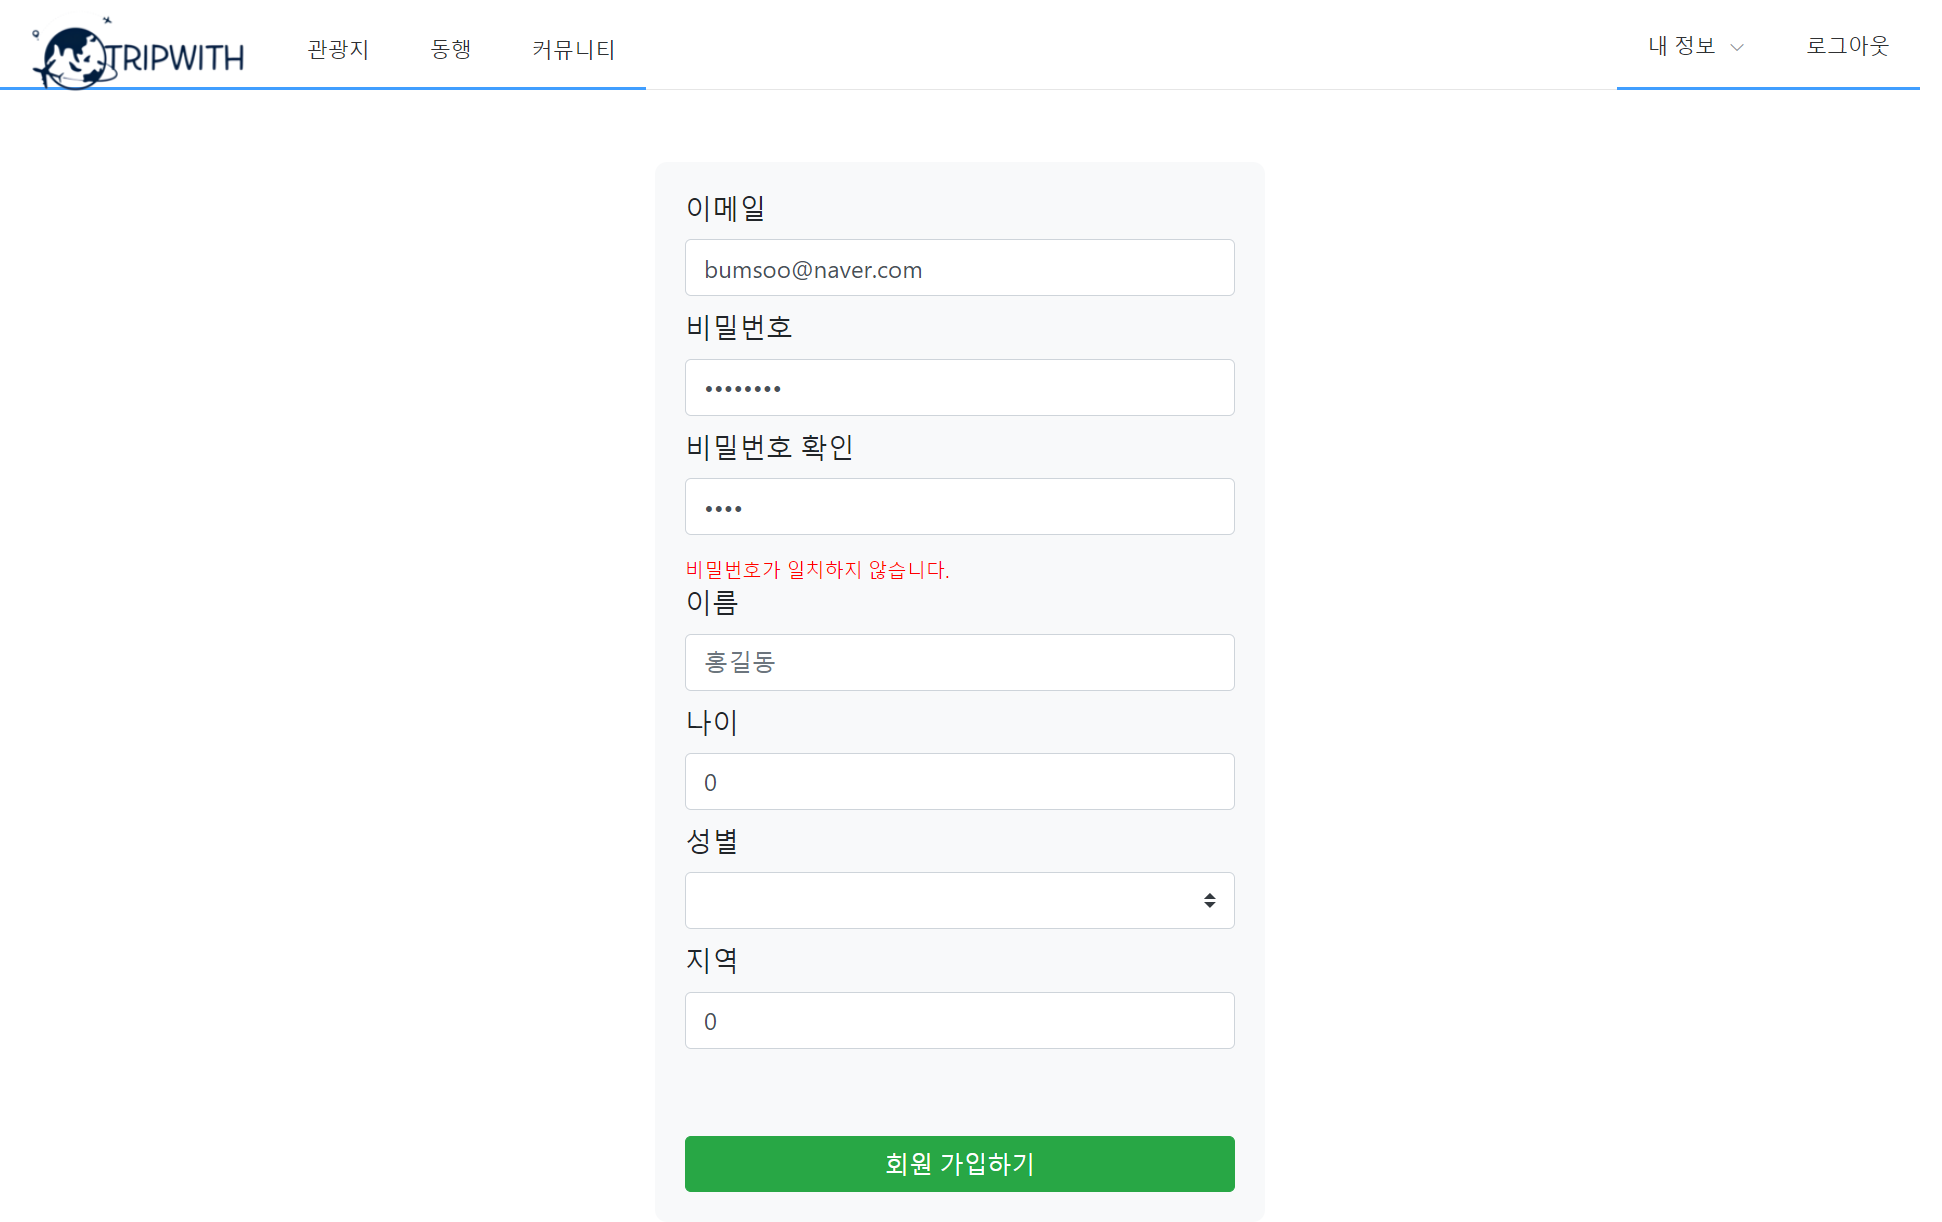 TRIPWITH 관광지 동행 커뮤니티 내 정보 로그아웃
이메일
bumsoo@naver.com
비밀번호
••••••••
비밀번호 확인
••••
비밀번호가 일치하지 않습니다.
이름
홍길동
나이
0
성별
지역
0
회원 가입하기